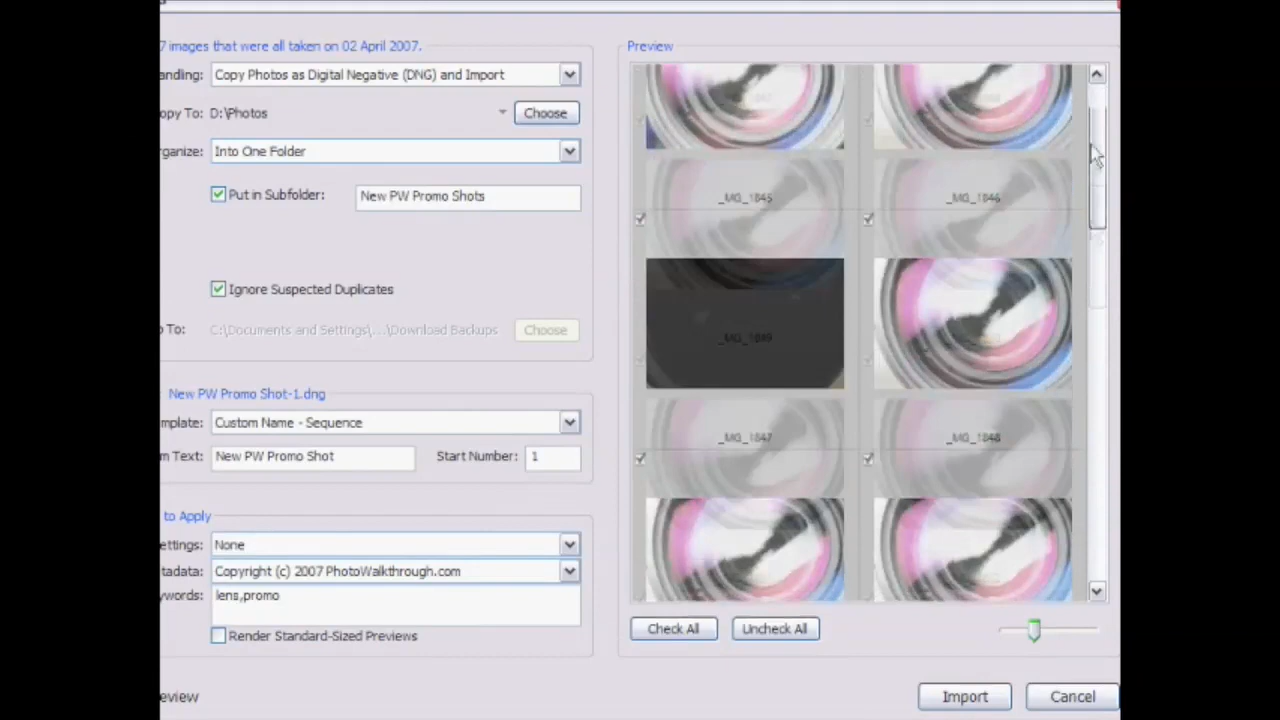 7 images that were all taken on 02 April 2007.
anding: Copy Photos as Digital Negative (DNG) and Import
opy To: D:\Photos Choose
rganize: Into One Folder
Put in Subfolder: New PW Promo Shots
Ignore Suspected Duplicates
p To: C:\Documents and Settings\...\Download Backups Choose
New PW Promo Shot-1.dng
mplate: Custom Name - Sequence
m Text: New PW Promo Shot Start Number: 1
to Apply
ettings: None
etadata: Copyright (c) 2007 PhotoWalkthrough.com
ywords: lens,promo
Render Standard-Sized Previews
eview
Preview
_MG_1845 _MG_1846
_MG_1847 _MG_1848
Check All Uncheck All
Import Cancel